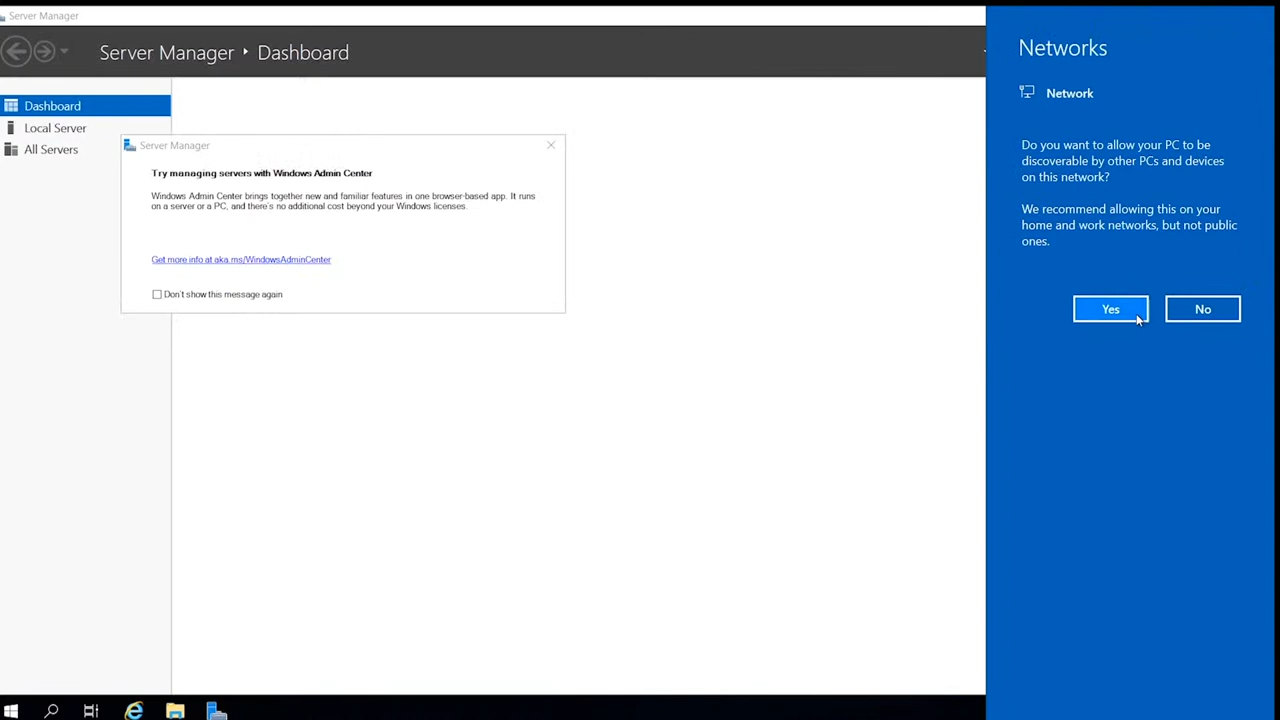 Server Manager
Server Manager ‣ Dashboard
Dashboard
Local Server
All Servers
Server Manager
Try managing servers with Windows Admin Center
Windows Admin Center brings together new and familiar features in one browser-based app. It runs
on a server or a PC, and there's no additional cost beyond your Windows licenses.
Get more info at aka.ms/WindowsAdminCenter
Don't show this message again
Networks
Network
Do you want to allow your PC to be
discoverable by other PCs and devices
on this network?
We recommend allowing this on your
home and work networks, but not public
ones.
Yes
No